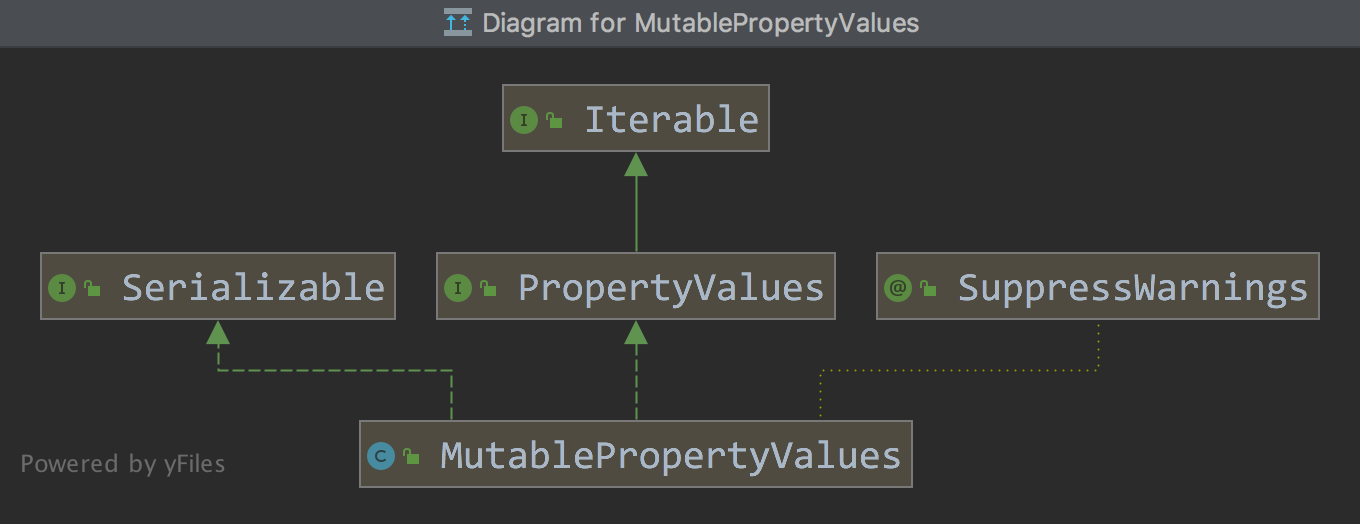 Diagram for MutablePropertyValues
I Iterable
I Serializable
I PropertyValues
@ SuppressWarnings
C MutablePropertyValues
Powered by yFiles